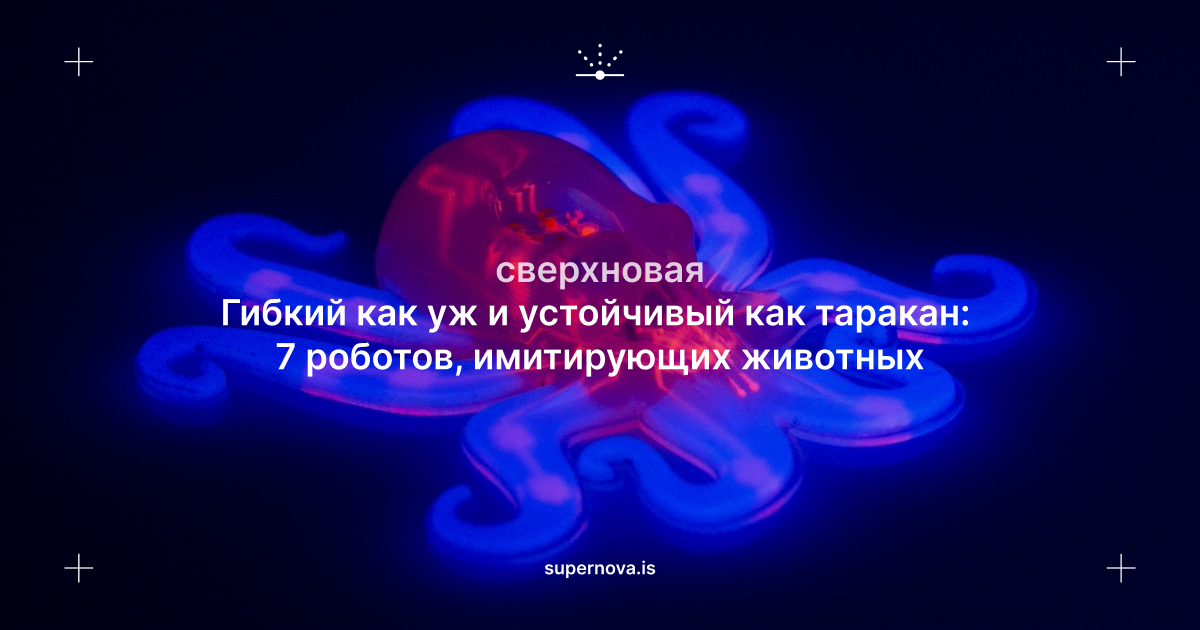 сверхновая
Гибкий как уж и устойчивый как таракан:
7 роботов, имитирующих животных
supernova.is